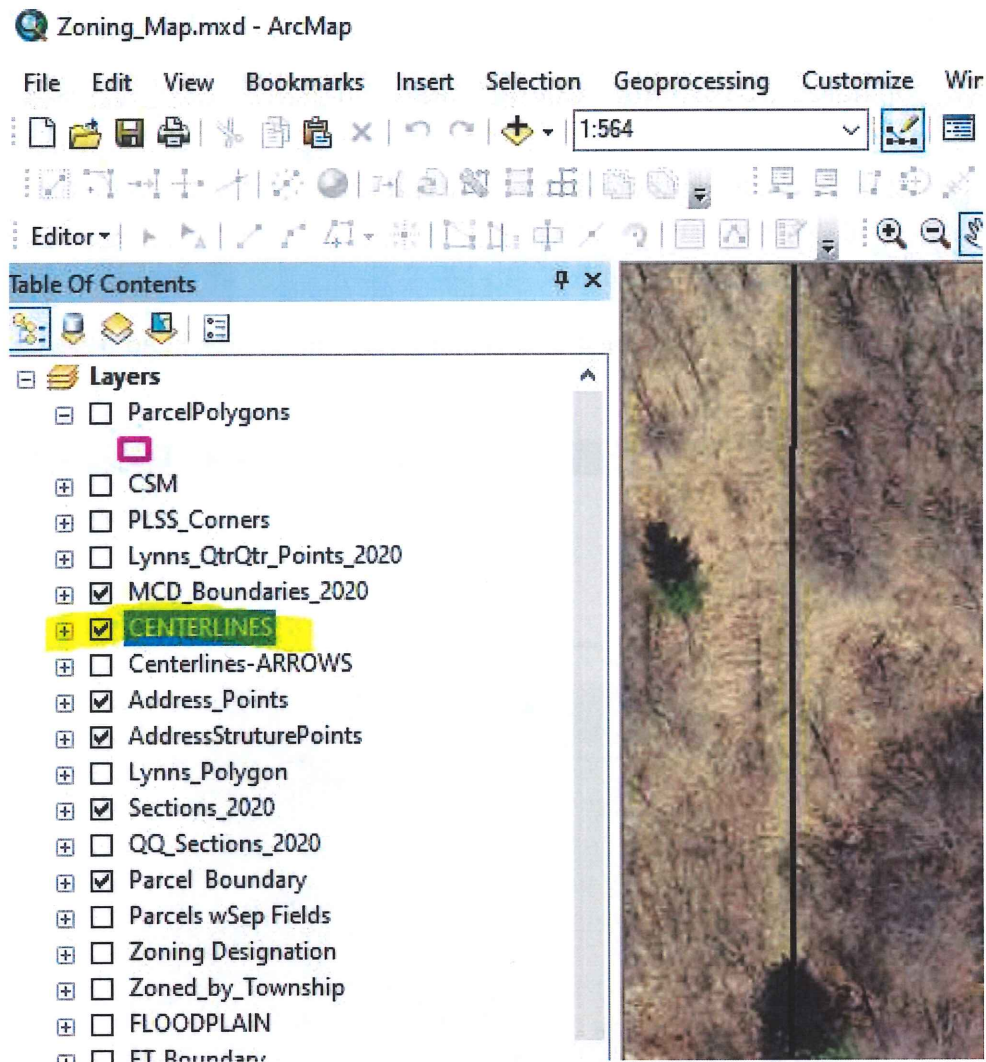 Zoning_Map.mxd - ArcMap
File Edit View Bookmarks Insert Selection Geoprocessing Customize Wir
1:564
Editor
Table Of Contents
Layers
ParcelPolygons
CSM
PLSS_Corners
Lynns_QtrQtr_Points_2020
MCD_Boundaries_2020
CENTERLINES
Centerlines-ARROWS
Address_Points
AddressStruturePoints
Lynns_Polygon
Sections_2020
QQ_Sections_2020
Parcel Boundary
Parcels wSep Fields
Zoning Designation
Zoned_by_Township
FLOODPLAIN